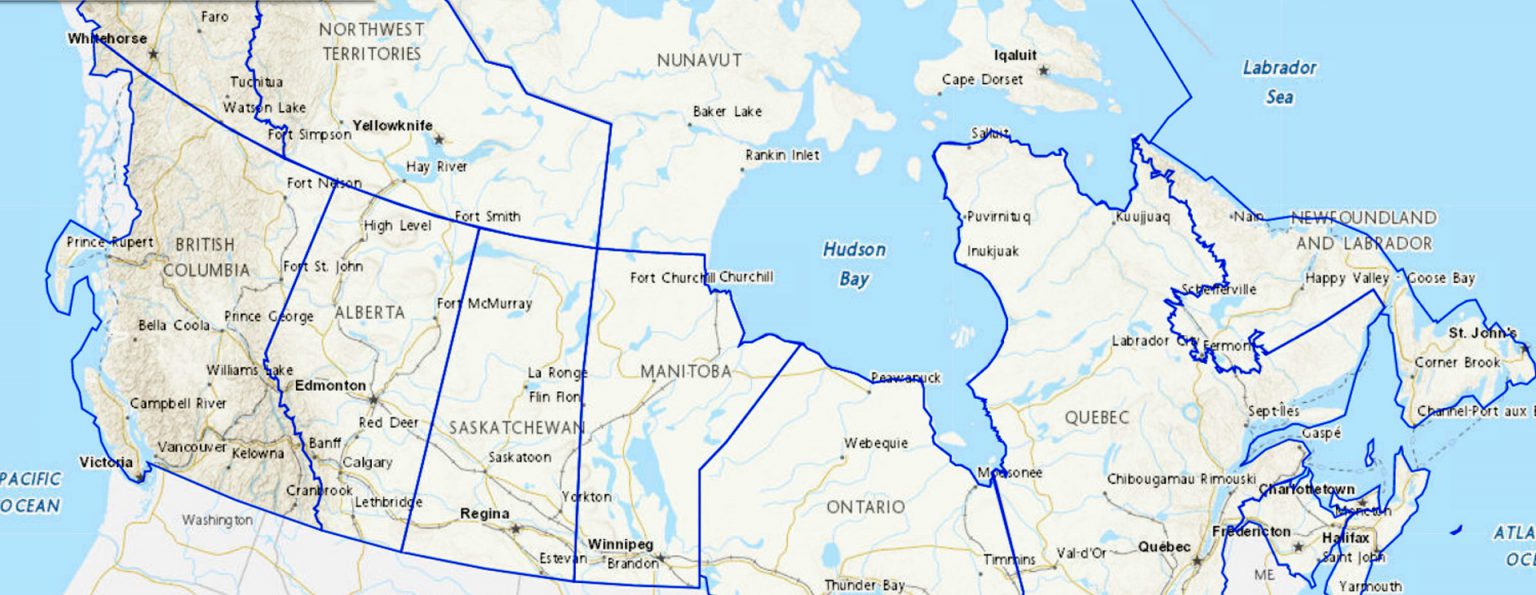 Faro
Whitehorse
NORTHWEST
TERRITORIES
NUNAVUT
Iqaluit
Labrador
Sea
Cape Dorset
Tuchitua
Watson Lake
Baker Lake
Yellowknife
Fort Simpson
Salluit
Rankin Inlet
Hay River
Fort Nelson
Fort Smith
Puvirnituq
Kuujjuaq
Nain
NEWFOUNDLAND
AND LABRADOR
High Level
Prince Rupert
BRITISH
COLUMBIA
Hudson
Bay
Inukjuak
Fort St. John
Fort Churchill
Churchill
Happy Valley - Goose Bay
Schefferville
Fort McMurray
ALBERTA
Prince George
Bella Coola
St. John's
Labrador City
Fermont
Corner Brook
Williams Lake
La Ronge
MANITOBA
Peawanuck
Edmonton
Flin Flon
Campbell River
Red Deer
SASKATCHEWAN
QUEBEC
Sept-Îles
Channel-Port aux B
Gaspé
Vancouver
Kelowna
Banff
Webequie
Victoria
Calgary
Saskatoon
Moosonee
PACIFIC
OCEAN
Chibougamau
Rimouski
Cranbrook
Lethbridge
Yorkton
Charlottetown
Washington
Regina
ONTARIO
Moncton
Fredericton
Halifax
ATLA
OCE
Estevan
Winnipeg
Brandon
Timmins
Val-d'Or
Québec
Saint John
ME
Thunder Bay
Yarmouth